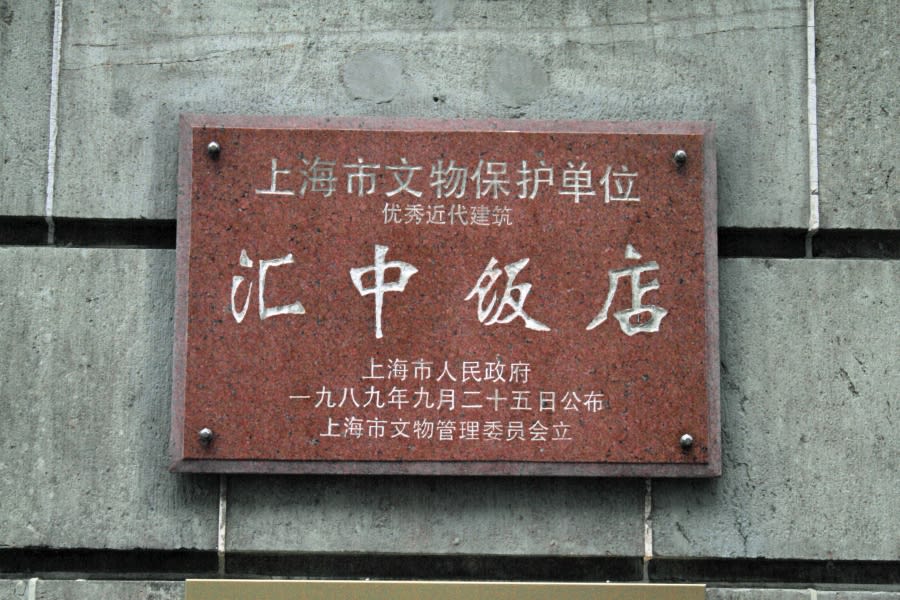 上海市文物保护单位
优秀近代建筑
汇中饭店
上海市人民政府
一九八九年九月二十五日公布
上海市文物管理委员会立